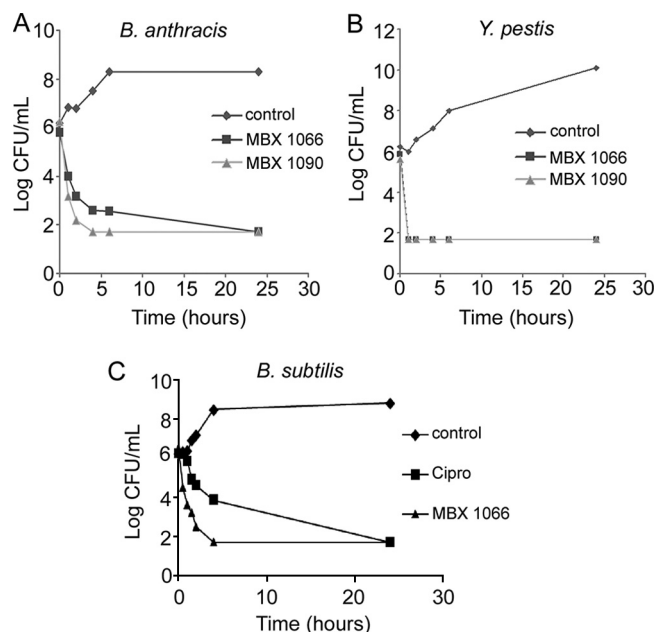 A
B. anthracis
10
8
6
4
2
0
Log CFU/mL
0 5 10 15 20 25 30
Time (hours)
control
MBX 1066
MBX 1090
B
Y. pestis
12
10
8
6
4
2
0
Log CFU/mL
0 5 10 15 20 25 30
Time (hours)
control
MBX 1066
MBX 1090
C
B. subtilis
10
8
6
4
2
0
Log CFU/mL
0 10 20 30
Time (hours)
control
Cipro
MBX 1066